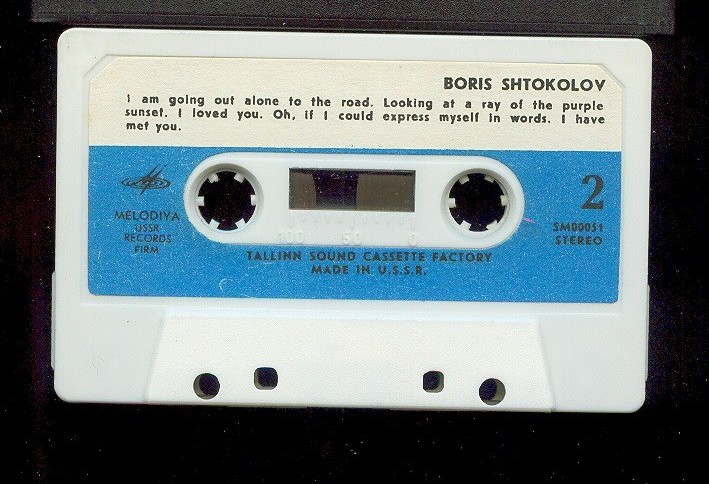 BORIS SHTOKOLOV
I am going out alone to the road. Looking at a ray of the purple
sunset. I loved you. Oh, if I could express myself in words. I have
met you.
MELODIYA
USSR
RECORDS
FIRM
2
SM00051
STEREO
100 50 0
TALLINN SOUND CASSETTE FACTORY
MADE IN U.S.S.R.